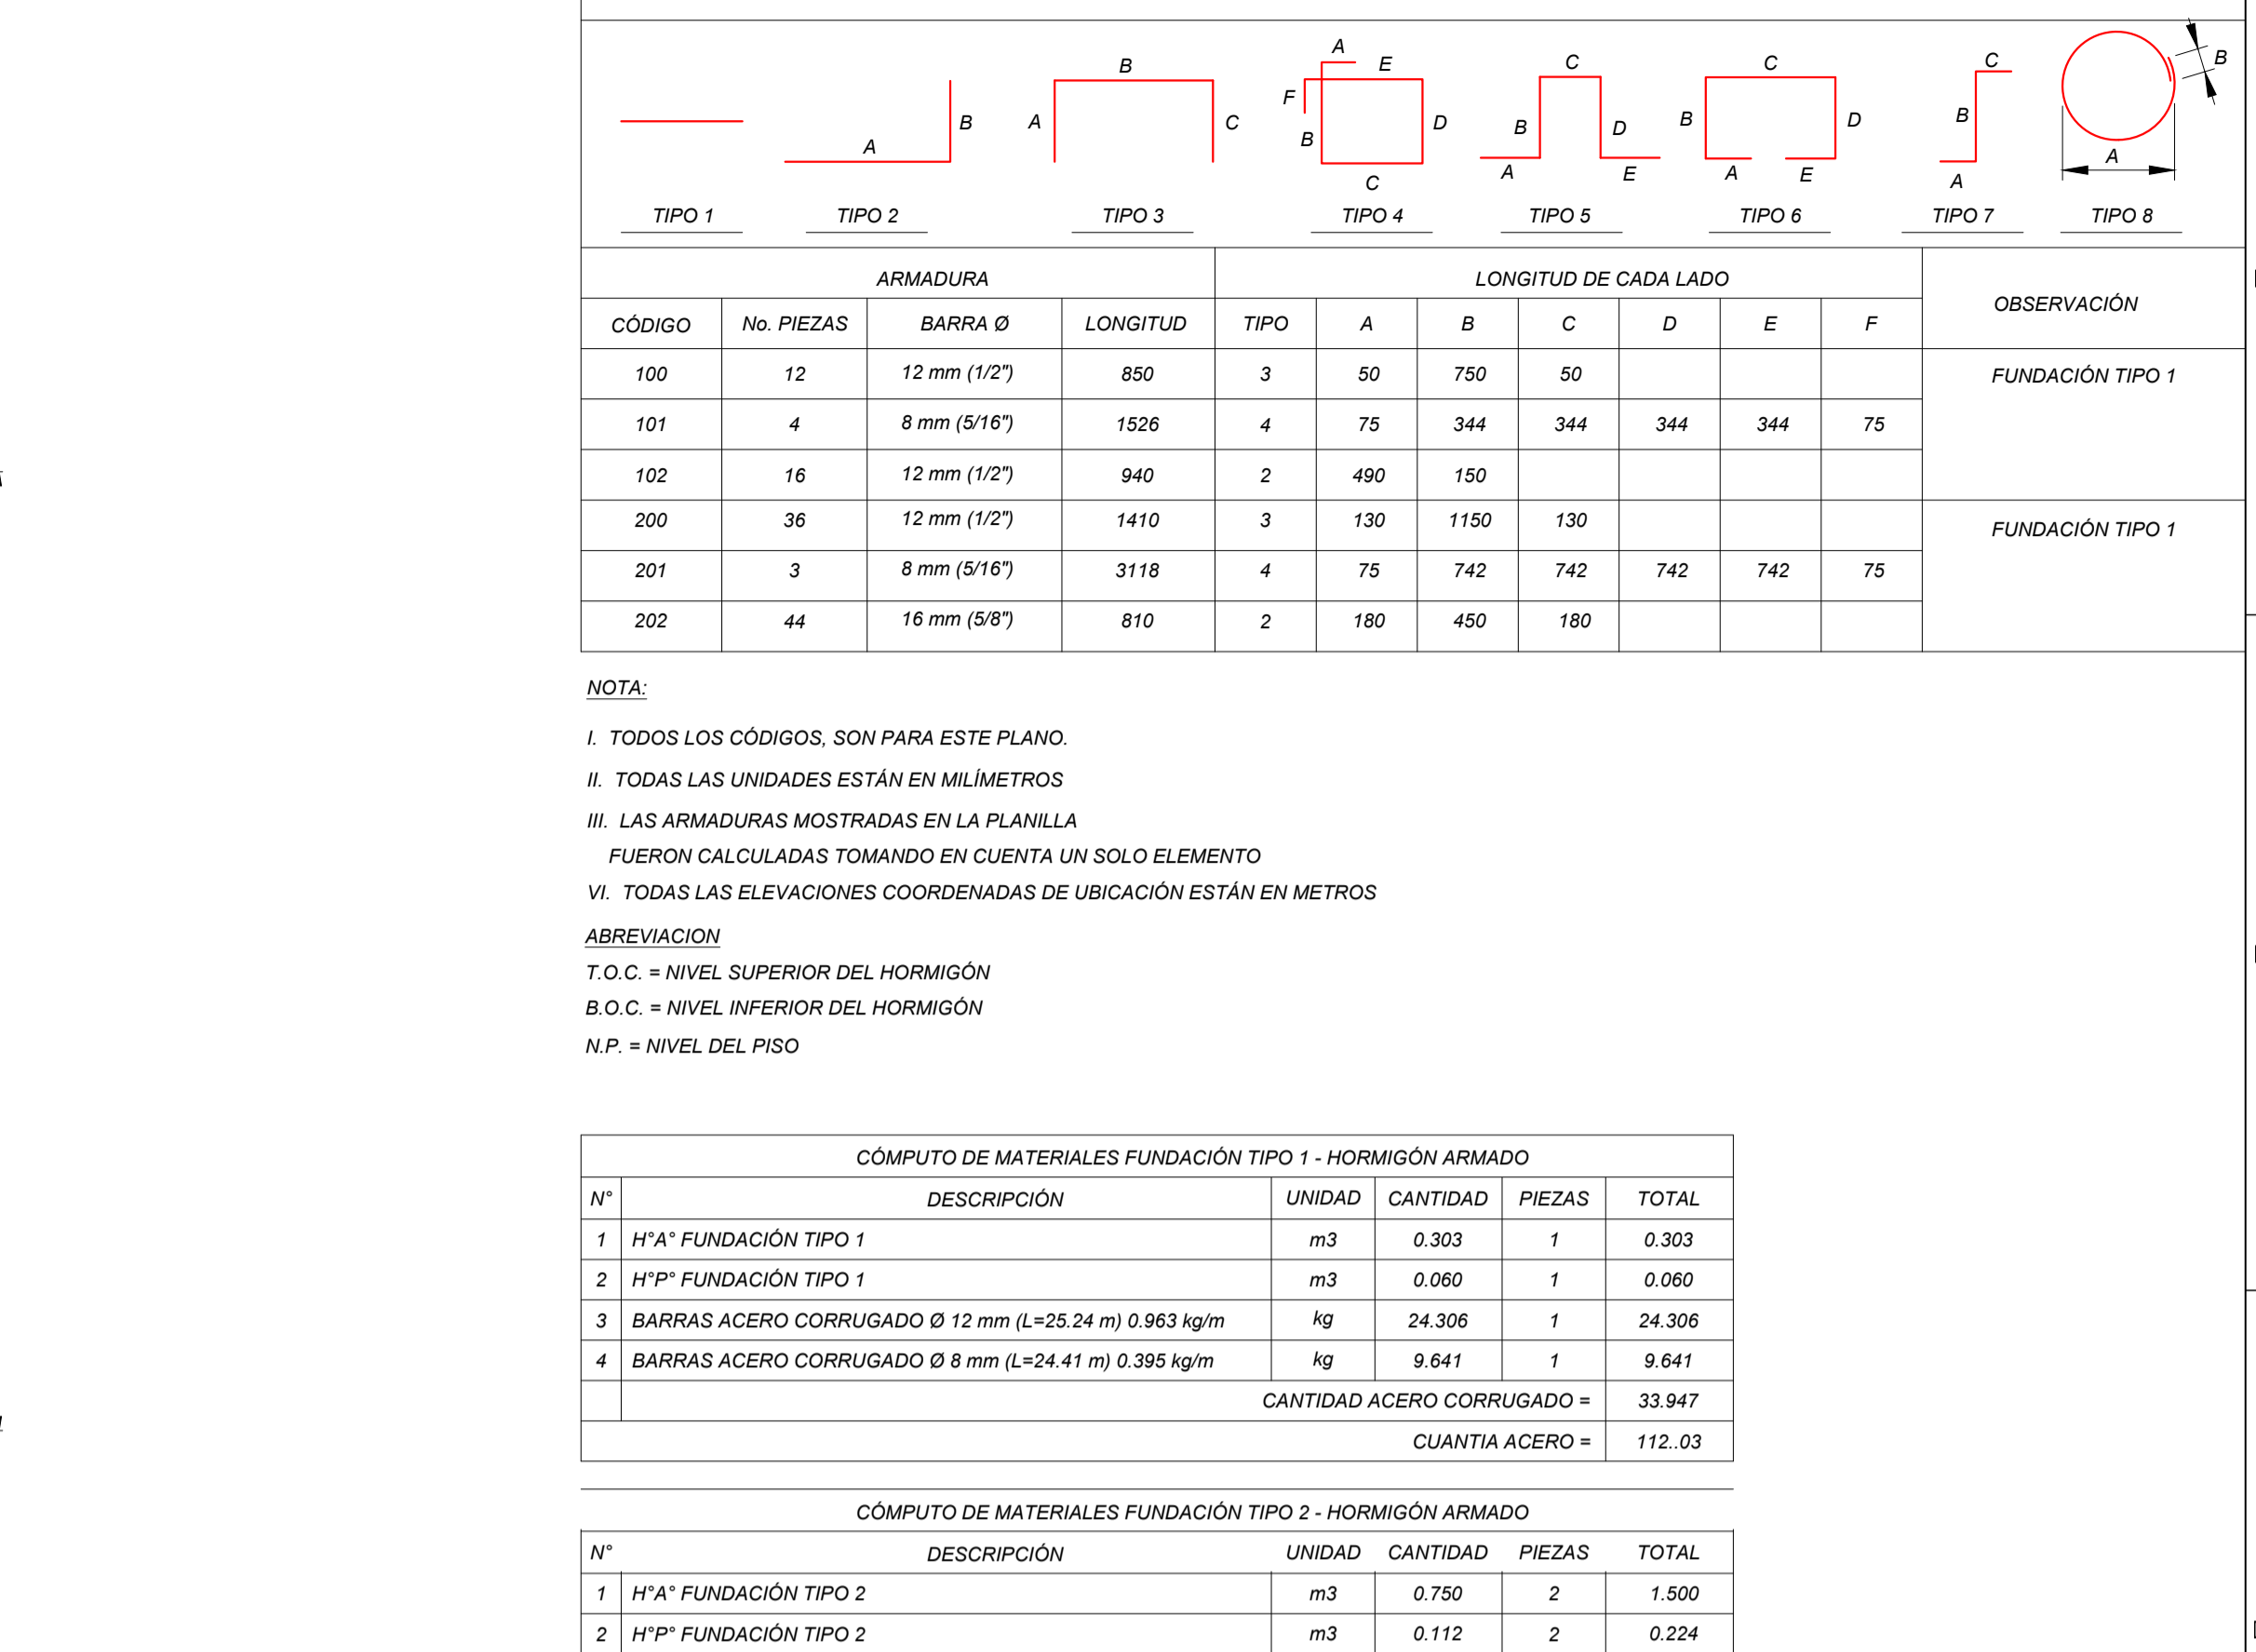 A
B
A
B
C
A
E
F
B
D
C
C
B
D
A
E
C
B
D
A
E
C
B
A
B
A
TIPO 1 TIPO 2 TIPO 3 TIPO 4 TIPO 5 TIPO 6 TIPO 7 TIPO 8
ARMADURA LONGITUD DE CADA LADO OBSERVACIÓN
CÓDIGO No. PIEZAS BARRA Ø LONGITUD TIPO A B C D E F
100 12 12 mm (1/2") 850 3 50 750 50 FUNDACIÓN TIPO 1
101 4 8 mm (5/16") 1526 4 75 344 344 344 344 75
102 16 12 mm (1/2") 940 2 490 150
200 36 12 mm (1/2") 1410 3 130 1150 130 FUNDACIÓN TIPO 1
201 3 8 mm (5/16") 3118 4 75 742 742 742 742 75
202 44 16 mm (5/8") 810 2 180 450 180
NOTA:
I. TODOS LOS CÓDIGOS, SON PARA ESTE PLANO.
II. TODAS LAS UNIDADES ESTÁN EN MILÍMETROS
III. LAS ARMADURAS MOSTRADAS EN LA PLANILLA
FUERON CALCULADAS TOMANDO EN CUENTA UN SOLO ELEMENTO
VI. TODAS LAS ELEVACIONES COORDENADAS DE UBICACIÓN ESTÁN EN METROS
ABREVIACION
T.O.C. = NIVEL SUPERIOR DEL HORMIGÓN
B.O.C. = NIVEL INFERIOR DEL HORMIGÓN
N.P. = NIVEL DEL PISO
CÓMPUTO DE MATERIALES FUNDACIÓN TIPO 1 - HORMIGÓN ARMADO
N° DESCRIPCIÓN UNIDAD CANTIDAD PIEZAS TOTAL
1 H°A° FUNDACIÓN TIPO 1 m3 0.303 1 0.303
2 H°P° FUNDACIÓN TIPO 1 m3 0.060 1 0.060
3 BARRAS ACERO CORRUGADO Ø 12 mm (L=25.24 m) 0.963 kg/m kg 24.306 1 24.306
4 BARRAS ACERO CORRUGADO Ø 8 mm (L=24.41 m) 0.395 kg/m kg 9.641 1 9.641
CANTIDAD ACERO CORRUGADO = 33.947
CUANTIA ACERO = 112..03
CÓMPUTO DE MATERIALES FUNDACIÓN TIPO 2 - HORMIGÓN ARMADO
N° DESCRIPCIÓN UNIDAD CANTIDAD PIEZAS TOTAL
1 H°A° FUNDACIÓN TIPO 2 m3 0.750 2 1.500
2 H°P° FUNDACIÓN TIPO 2 m3 0.112 2 0.224